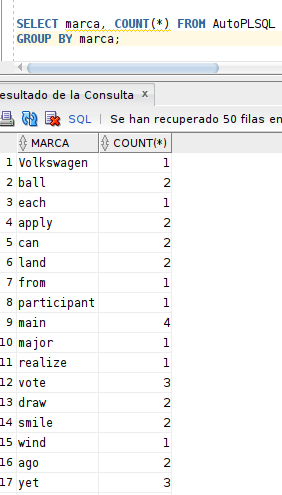 SELECT marca, COUNT(*) FROM AutoPLSQL
GROUP BY marca;
esultado de la Consulta x
SQL | Se han recuperado 50 filas en
MARCA COUNT(*)
1 Volkswagen 1
2 ball 2
3 each 1
4 apply 2
5 can 2
6 land 2
7 from 1
8 participant 1
9 main 4
10 major 1
11 realize 1
12 vote 3
13 draw 2
14 smile 2
15 wind 1
16 ago 2
17 yet 3